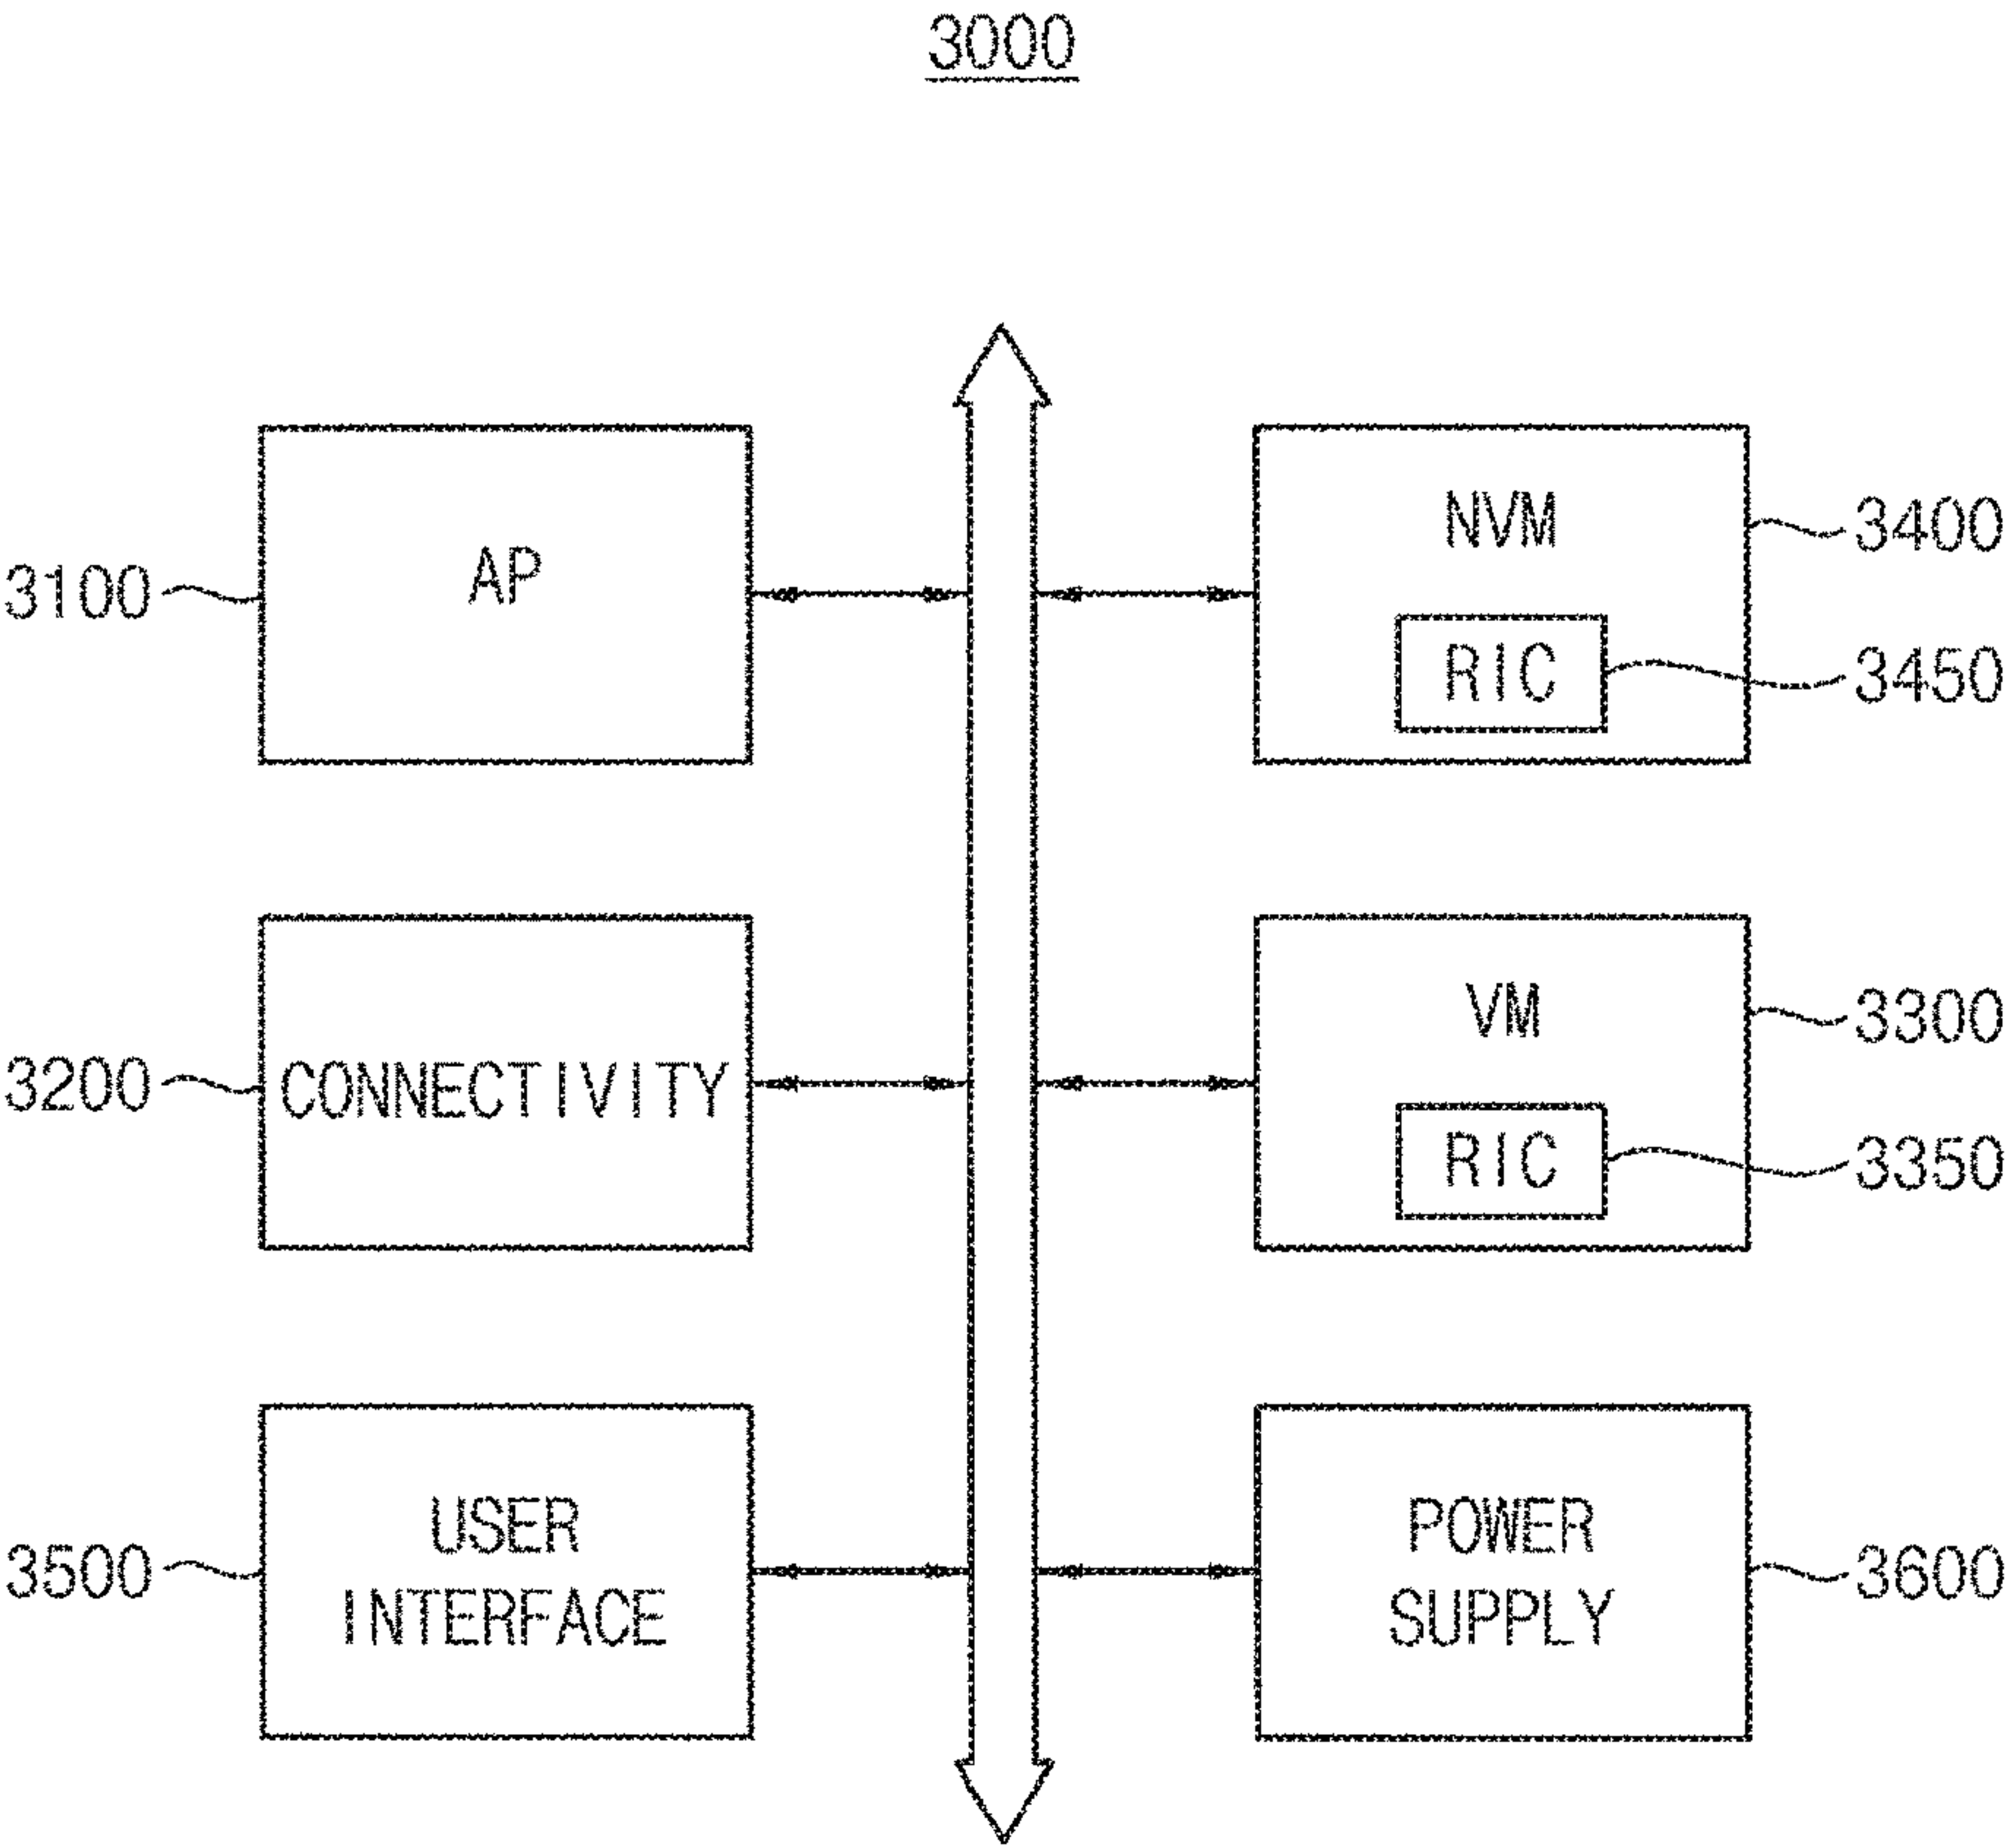 3000
AP
3100
NVM
3400
RIC
3450
CONNECTIVITY
3200
VM
3300
RIC
3350
USER
INTERFACE
3500
POWER
SUPPLY
3600